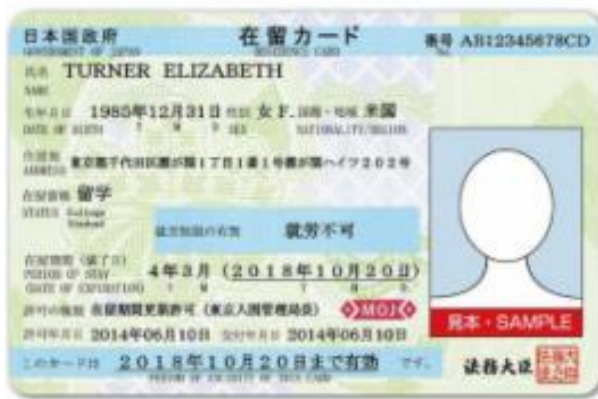 日本国政府 在留カード 番号 AB12345678CD
GOVERNMENT OF JAPAN RESIDENCE CARD No.
氏名 TURNER ELIZABETH
NAME
生年月日 1985年12月31日 性別 女 F. 国籍・地域 米国
DATE OF BIRTH Y M D SEX NATIONALITY/REGION
住居地 東京都千代田区霞が関1丁目1番1号霞が関ハイツ202号
ADDRESS
在留資格 留学
STATUS College
Student
就労制限の有無 就労不可
在留期間(満了日)
PERIOD OF STAY 4年3月(2018年10月20日)
(DATE OF EXPIRATION) Y M Y M D
許可の種類 在留期間更新許可(東京入国管理局長) MOJ
見本・SAMPLE
許可年月日 2014年06月10日 交付年月日 2014年06月10日
このカードは 2018年10月20日まで有効 です。
PERIOD OF VALIDITY OF THIS CARD
法務大臣